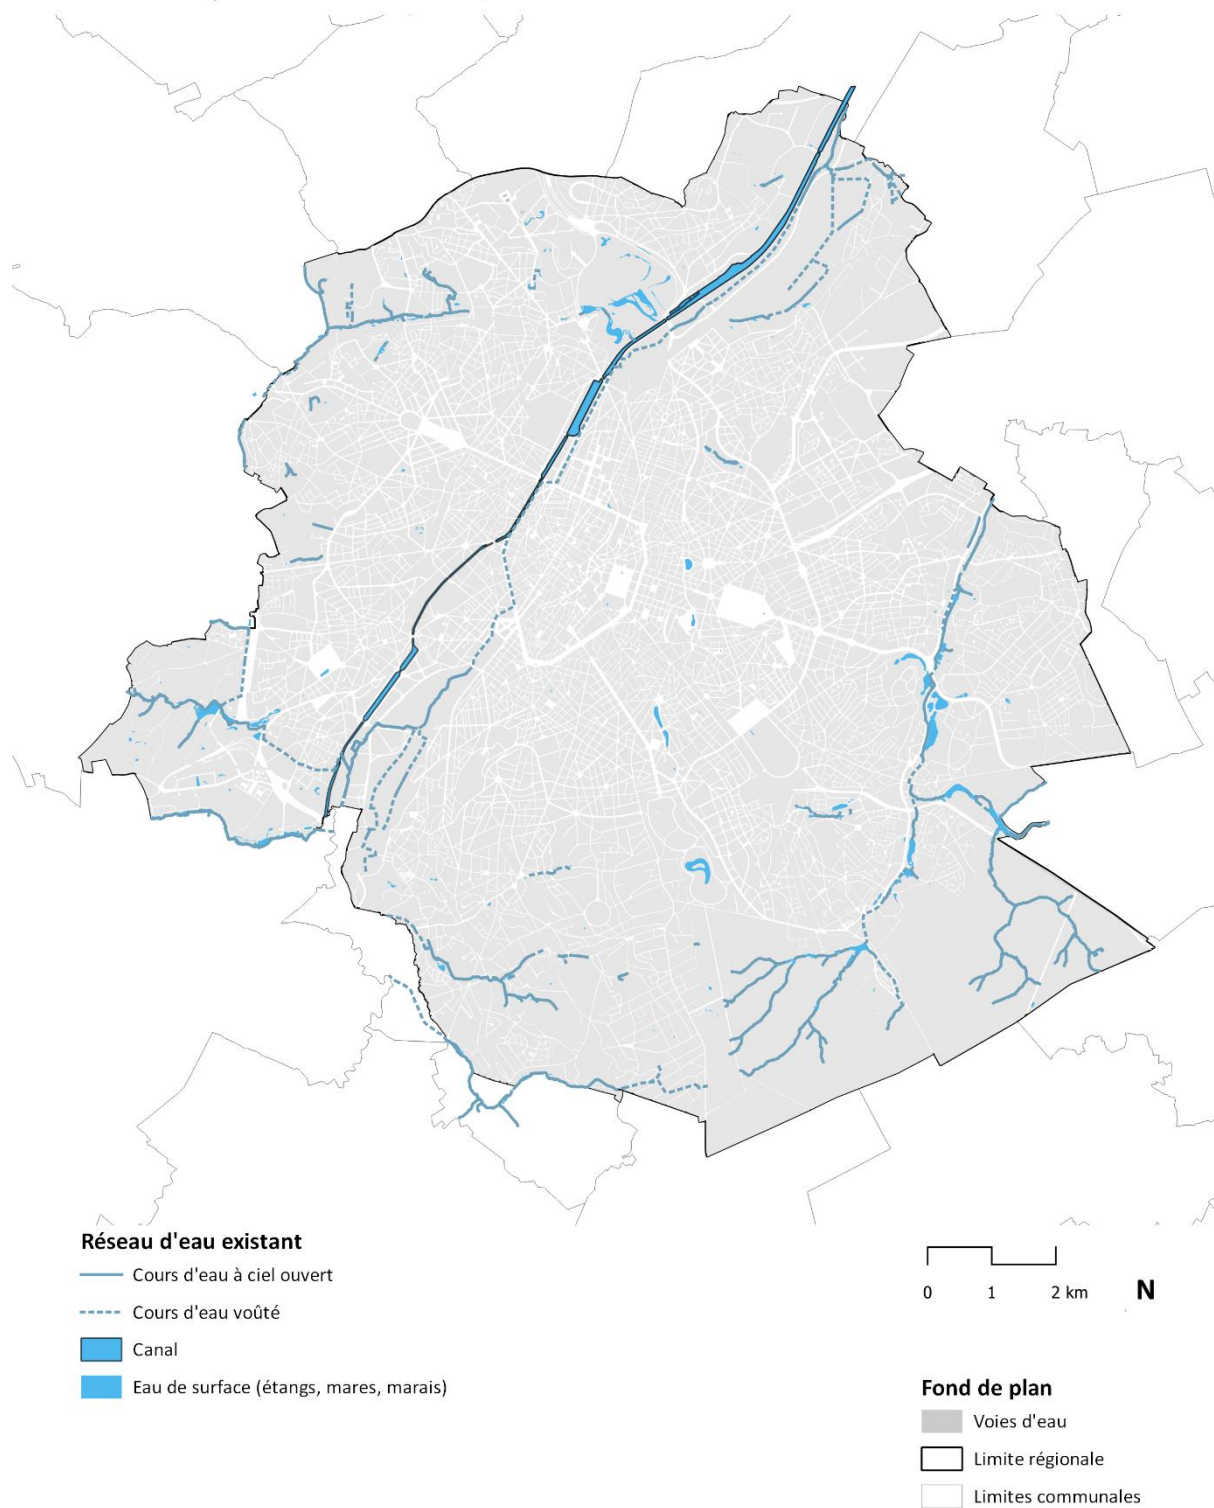 Réseau d'eau existant
Cours d'eau à ciel ouvert
Cours d'eau voûté
Canal
Eau de surface (étangs, mares, marais)
0 1 2 km N
Fond de plan
Voies d'eau
Limite régionale
Limites communales